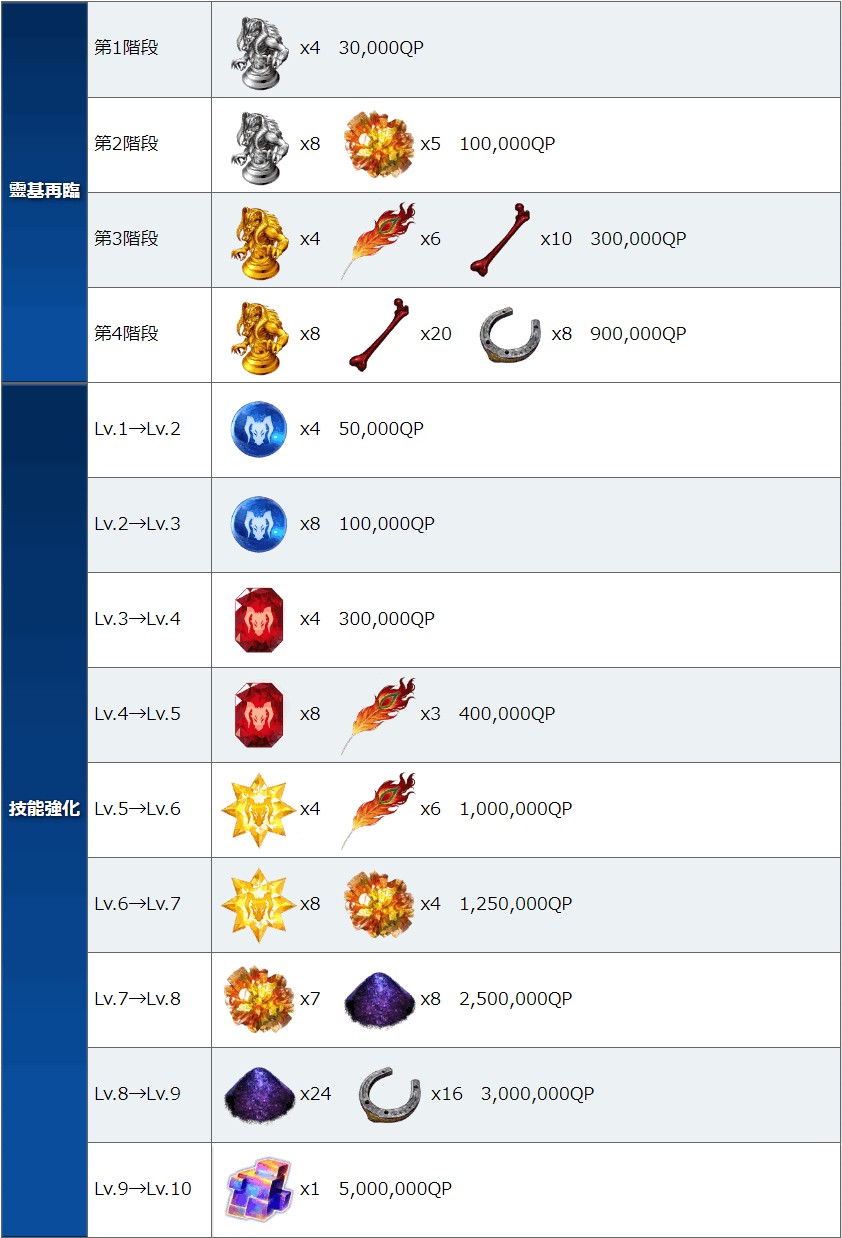 靈基再臨
第1階段 x4 30,000QP
第2階段 x8 x5 100,000QP
第3階段 x4 x6 x10 300,000QP
第4階段 x8 x20 x8 900,000QP
技能強化
Lv.1→Lv.2 x4 50,000QP
Lv.2→Lv.3 x8 100,000QP
Lv.3→Lv.4 x4 300,000QP
Lv.4→Lv.5 x8 x3 400,000QP
Lv.5→Lv.6 x4 x6 1,000,000QP
Lv.6→Lv.7 x8 x4 1,250,000QP
Lv.7→Lv.8 x7 x8 2,500,000QP
Lv.8→Lv.9 x24 x16 3,000,000QP
Lv.9→Lv.10 x1 5,000,000QP